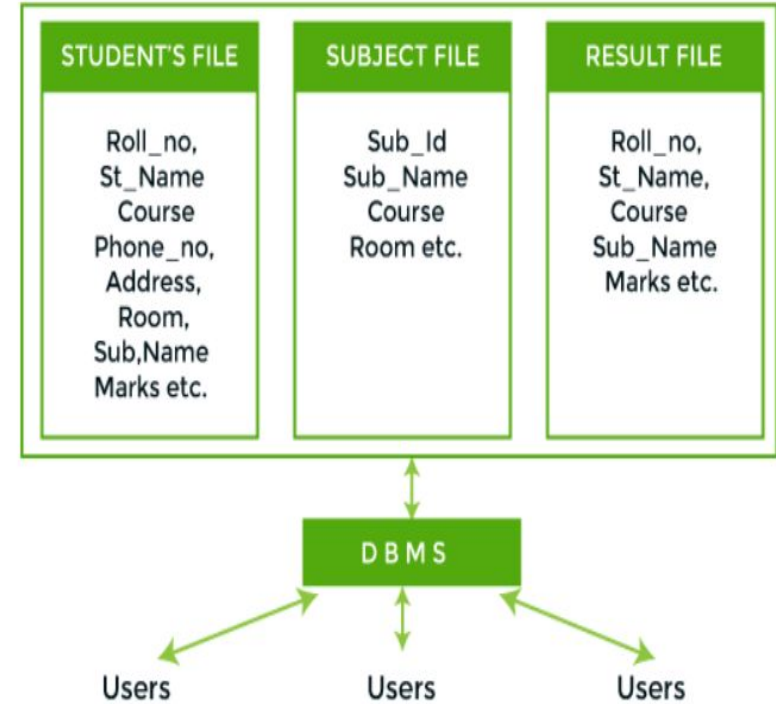 STUDENT'S FILE
Roll_no,
St_Name
Course
Phone_no,
Address,
Room,
Sub,Name
Marks etc.
SUBJECT FILE
Sub_Id
Sub_Name
Course
Room etc.
RESULT FILE
Roll_no,
St_Name,
Course
Sub_Name
Marks etc.
D B M S
Users
Users
Users